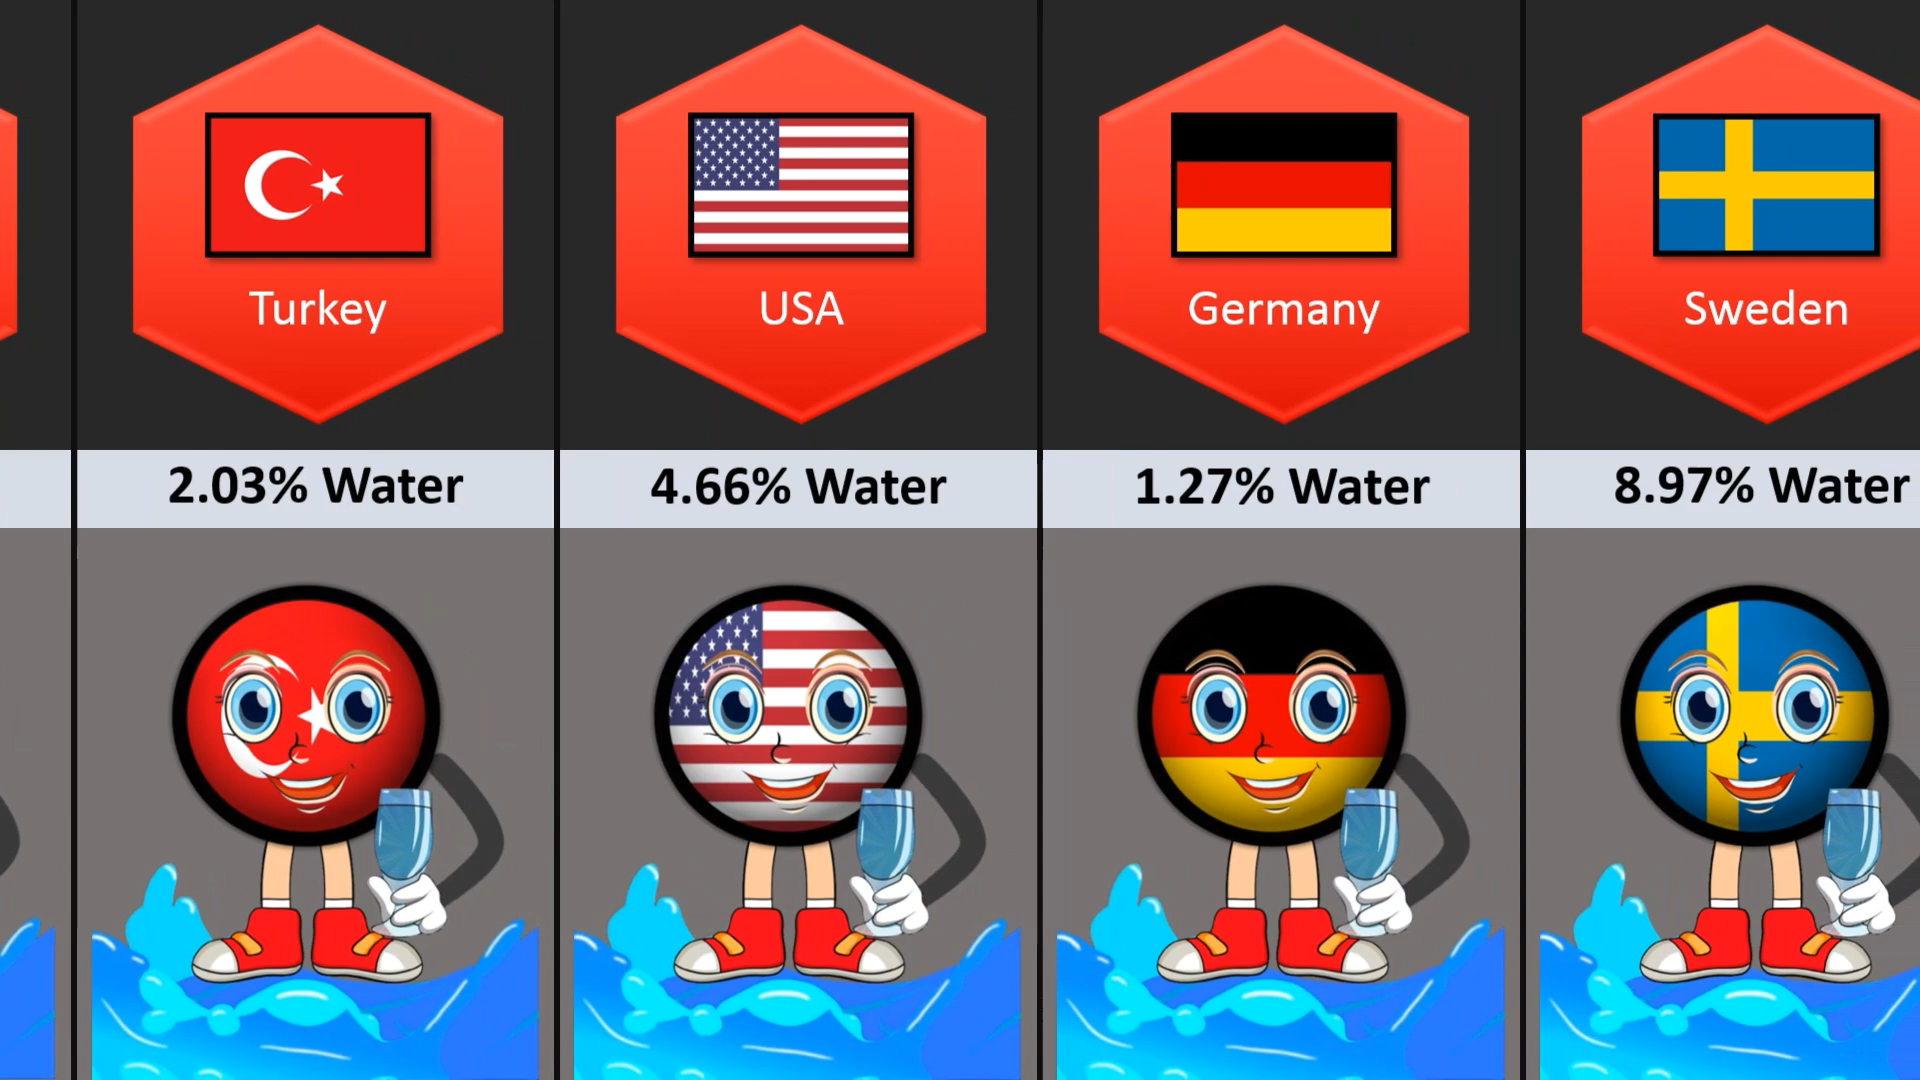 Turkey
USA
Germany
Sweden
2.03% Water
4.66% Water
1.27% Water
8.97% Water